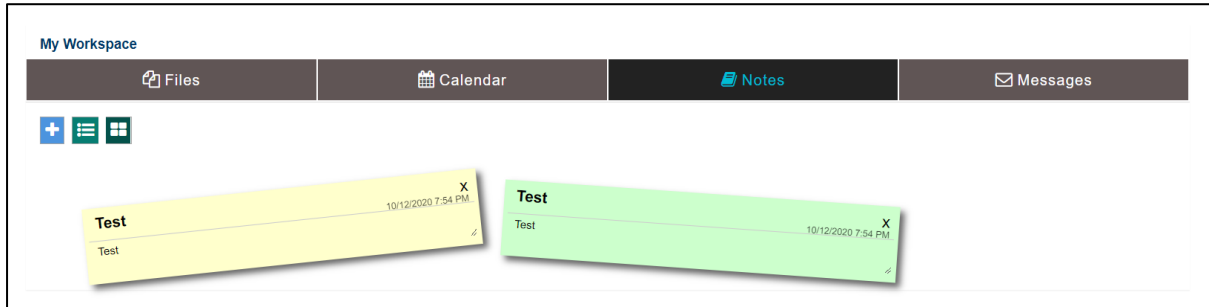 My Workspace
Files Calendar Notes Messages
X
10/12/2020 7:54 PM
Test
Test
Test
X
10/12/2020 7:54 PM
Test